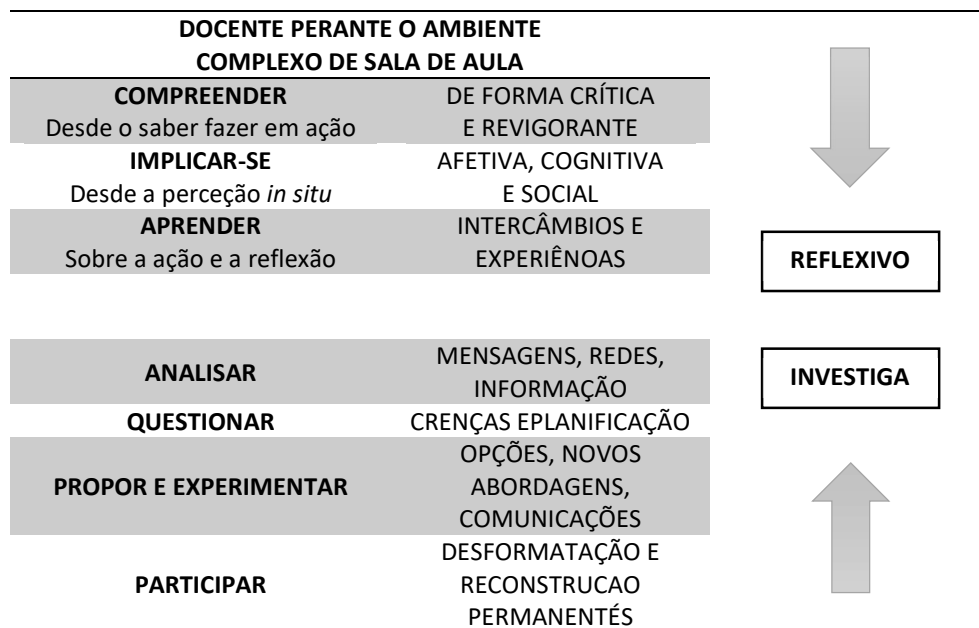 DOCENTE PERANTE O AMBIENTE
COMPLEXO DE SALA DE AULA
COMPREENDER
Desde o saber fazer em ação
DE FORMA CRÍTICA
E REVIGORANTE
IMPLICAR-SE
Desde a perceção in situ
AFETIVA, COGNITIVA
E SOCIAL
APRENDER
Sobre a ação e a reflexão
INTERCÂMBIOS E
EXPERIÊNOAS
REFLEXIVO
ANALISAR
MENSAGENS, REDES,
INFORMAÇÃO
INVESTIGA
QUESTIONAR
CRENÇAS EPLANIFICAÇÃO
PROPOR E EXPERIMENTAR
OPÇÕES, NOVOS
ABORDAGENS,
COMUNICAÇÕES
PARTICIPAR
DESFORMATAÇÃO E
RECONSTRUCAO
PERMANENTÉS